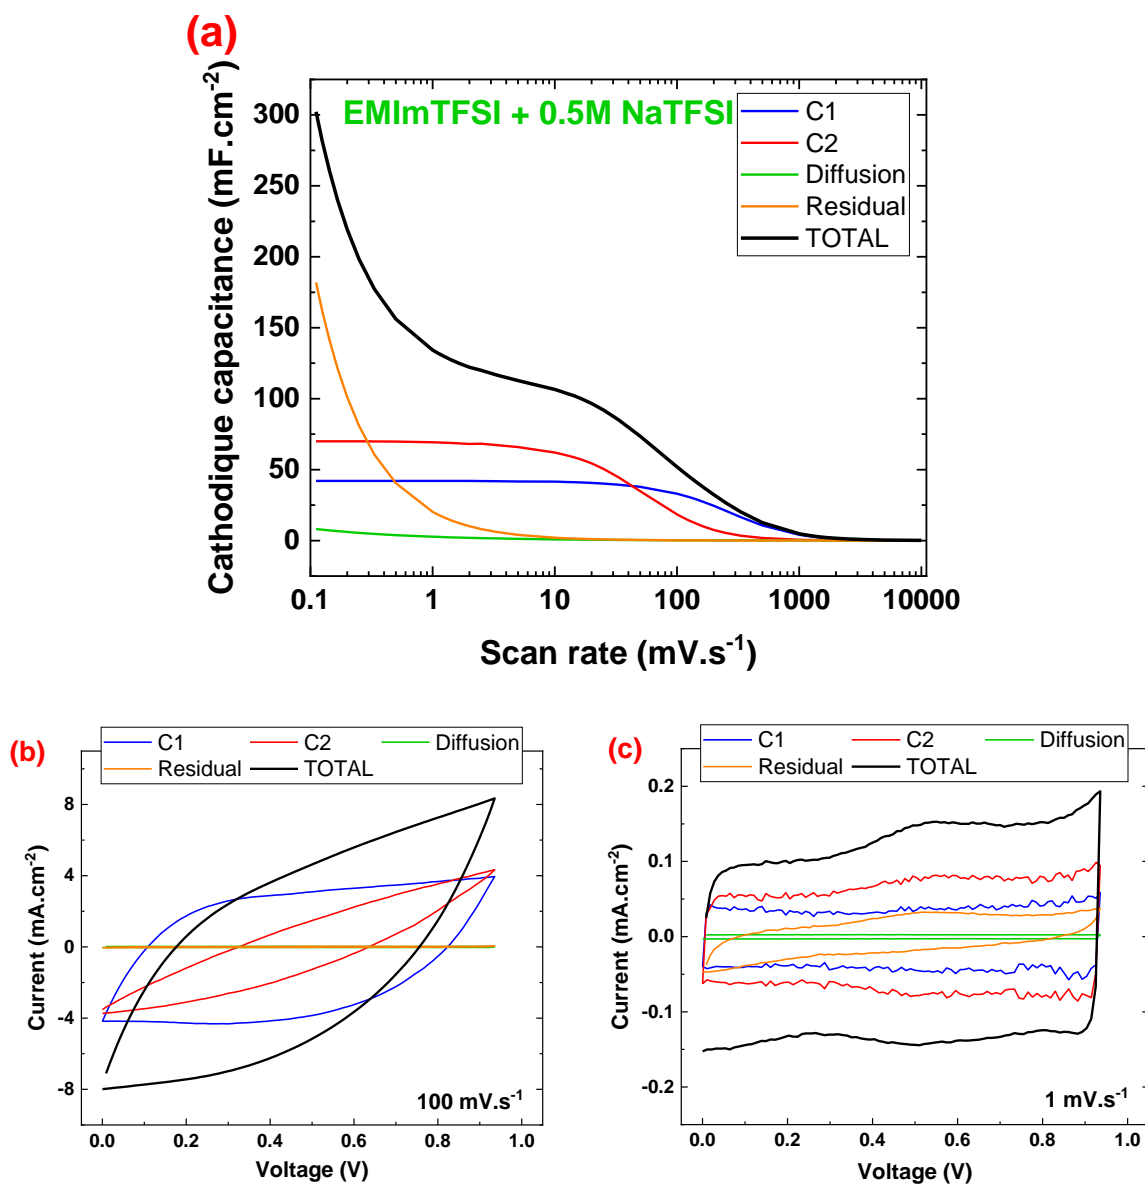 (a)
Cathodique capacitance (mF.cm-2)
EMImTFSI + 0.5M NaTFSI
C1
C2
Diffusion
Residual
TOTAL
300
250
200
150
100
50
0
0.1 1 10 100 1000 10000
Scan rate (mV.s-1)
(b)
C1 C2 Diffusion
Residual TOTAL
Current (mA.cm-2)
8
4
0
-4
-8
100 mV.s-1
0.0 0.2 0.4 0.6 0.8 1.0
Voltage (V)
(c)
C1 C2 Diffusion
Residual TOTAL
Current (mA.cm-2)
0.2
0.1
0.0
-0.1
-0.2
1 mV.s-1
0.0 0.2 0.4 0.6 0.8 1.0
Voltage (V)